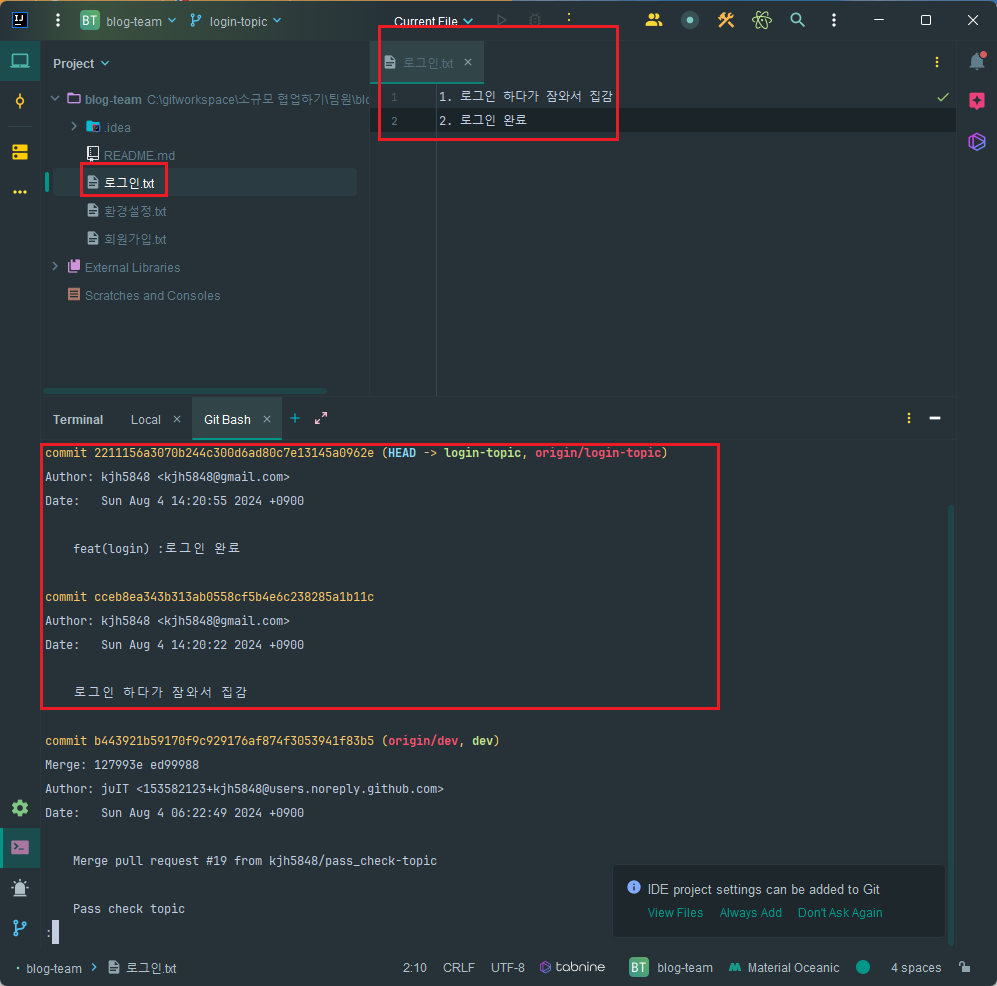 IJ
BT blog-team login-topic Current File
Project
로그인.txt
blog-team C:\gitworkspace\소규모 협업하기\팀원\blo
.idea
README.md
로그인.txt
환경설정.txt
회원가입.txt
External Libraries
Scratches and Consoles
1 1. 로그인 하다가 잠와서 집감
2 2. 로그인 완료
Terminal Local Git Bash
commit 2211156a3070b244c300d6ad80c7e13145a0962e (HEAD -> login-topic, origin/login-topic)
Author: kjh5848 <kjh5848@gmail.com>
Date: Sun Aug 4 14:20:55 2024 +0900
feat(login) :로그인 완료
commit cceb8ea343b313ab0558cf5b4e6c238285a1b11c
Author: kjh5848 <kjh5848@gmail.com>
Date: Sun Aug 4 14:20:22 2024 +0900
로그인 하다가 잠와서 집감
commit b443921b59170f9c929176af874f3053941f83b5 (origin/dev, dev)
Merge: 127993e ed99988
Author: juIT <153582123+kjh5848@users.noreply.github.com>
Date: Sun Aug 4 06:22:49 2024 +0900
Merge pull request #19 from kjh5848/pass_check-topic
Pass check topic
:
IDE project settings can be added to Git
View Files Always Add Don't Ask Again
blog-team > 로그인.txt 2:10 CRLF UTF-8 tabnine BT blog-team Material Oceanic 4 spaces